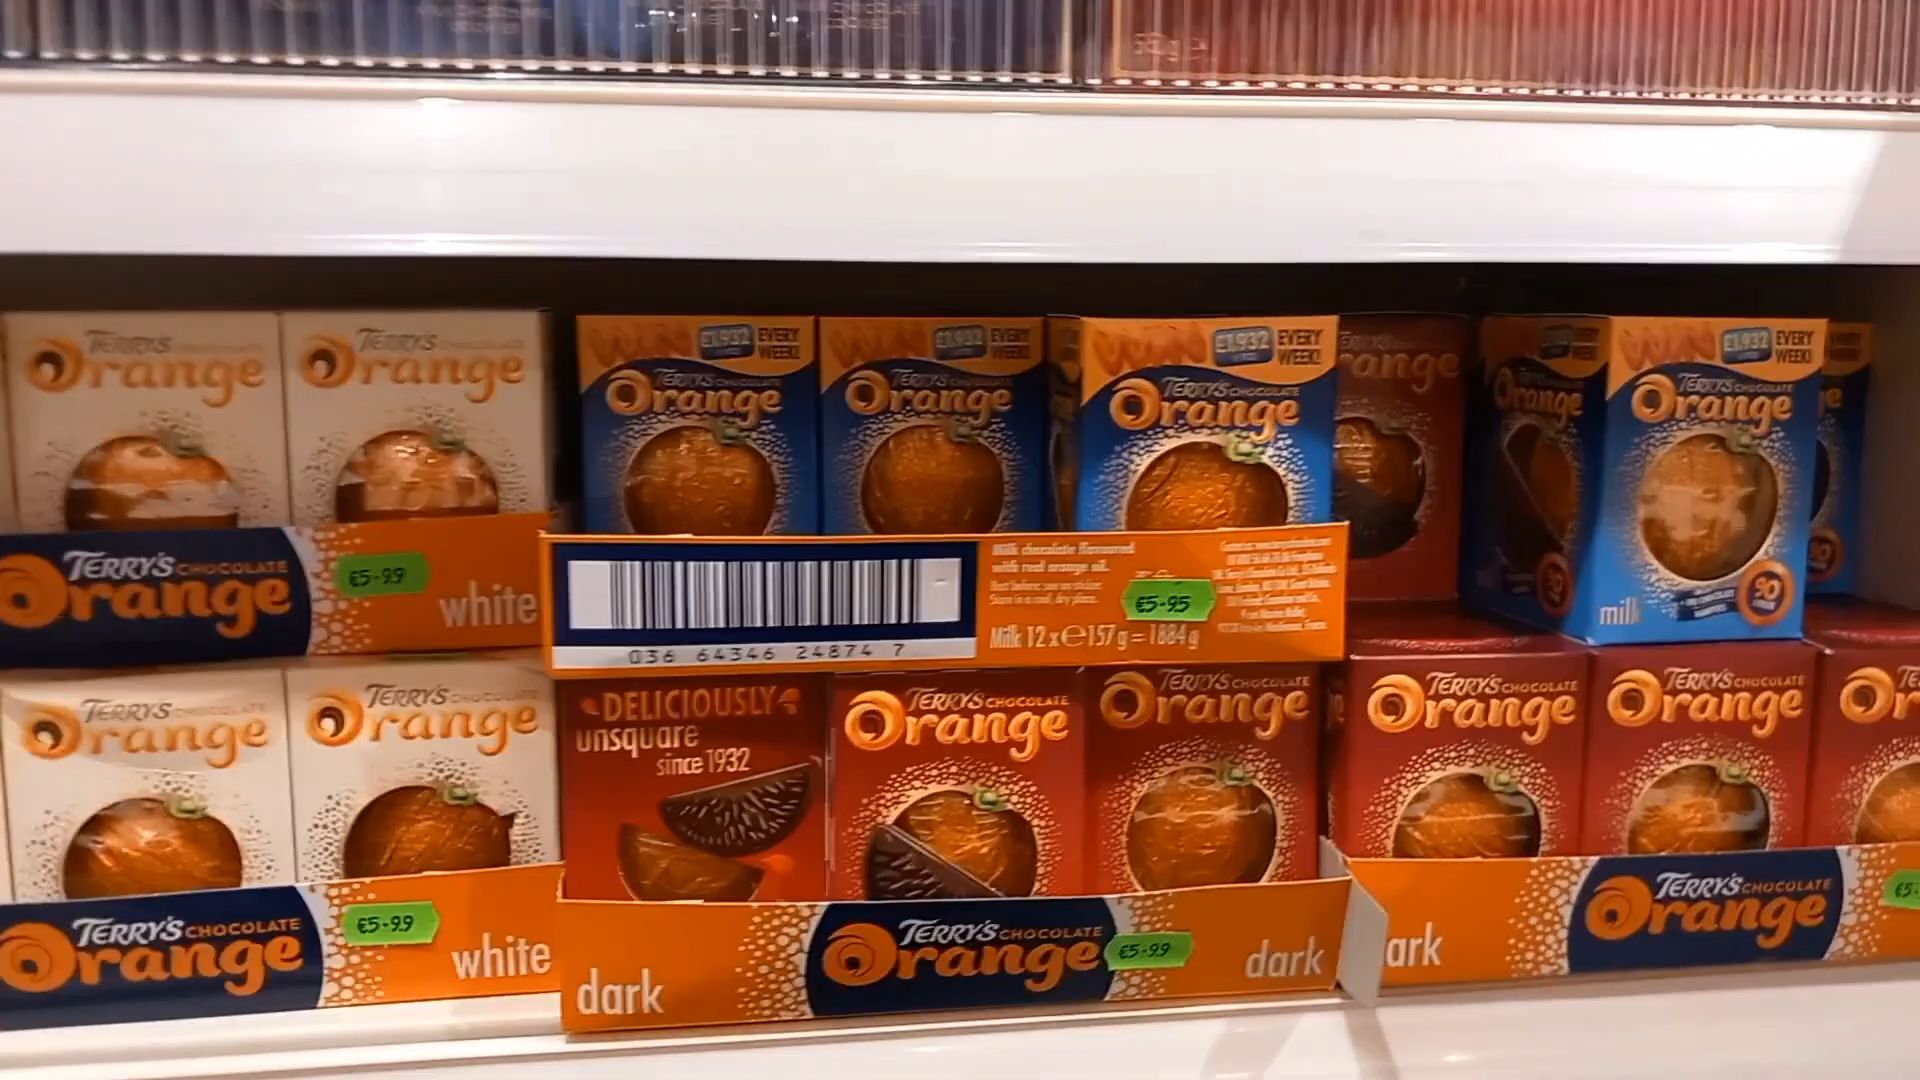 TERRY'S CHOCOLATE
Orange
TERRY'S CHOCOLATE
Orange
WIN £1,932 EVERY WEEK!
TERRY'S CHOCOLATE
Orange
WIN £1,932 EVERY WEEK!
TERRY'S CHOCOLATE
Orange
WIN £1,932 EVERY WEEK!
TERRY'S CHOCOLATE
Orange
range
Orange
WIN £1,932 EVERY WEEK!
TERRY'S CHOCOLATE
Orange
milk
90
TERRY'S CHOCOLATE
Orange
€5-99
white
Milk chocolate flavoured
with real orange oil.
€5-95
Milk 12 x e 157 g = 1884 g
036 64346 24874 7
TERRY'S CHOCOLATE
Orange
TERRY'S CHOCOLATE
Orange
DELICIOUSLY
unsquare
since 1932
TERRY'S CHOCOLATE
Orange
TERRY'S CHOCOLATE
Orange
TERRY'S CHOCOLATE
Orange
TERRY'S CHOCOLATE
Orange
TERRY'S CHOCOLATE
Orange
€5-99
white
dark
TERRY'S CHOCOLATE
Orange
€5-99
dark
ark
TERRY'S CHOCOLATE
Orange
€5-